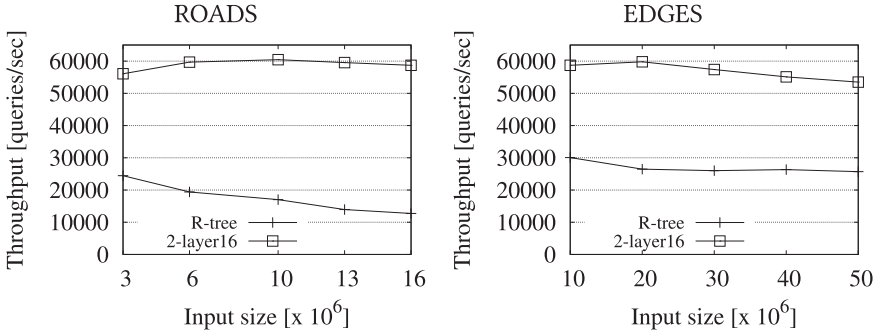 ROADS
Throughput [queries/sec]
60000
50000
40000
30000
20000
10000
0
R-tree
2-layer16
3 6 10 13 16
Input size [x 10^6]
EDGES
Throughput [queries/sec]
60000
50000
40000
30000
20000
10000
0
R-tree
2-layer16
10 20 30 40 50
Input size [x 10^6]